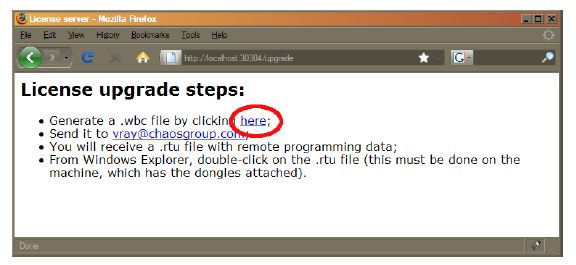 License server - Mozilla Firefox
File Edit View History Bookmarks Tools Help
http://localhost:30304/upgrade
G
License upgrade steps:
• Generate a .wbc file by clicking here;
• Send it to vray@chaosgroup.com;
• You will receive a .rtu file with remote programming data;
• From Windows Explorer, double-click on the .rtu file (this must be done on the
machine, which has the dongles attached).
Done